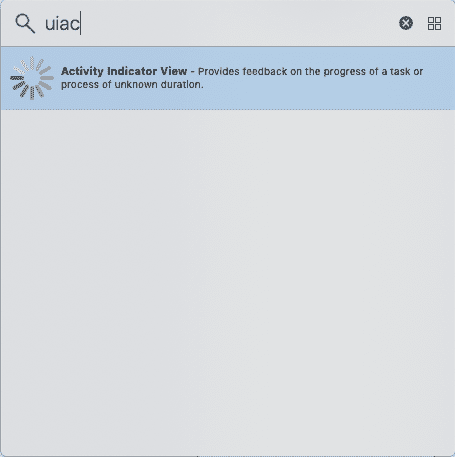 uiac
Activity Indicator View - Provides feedback on the progress of a task or
process of unknown duration.